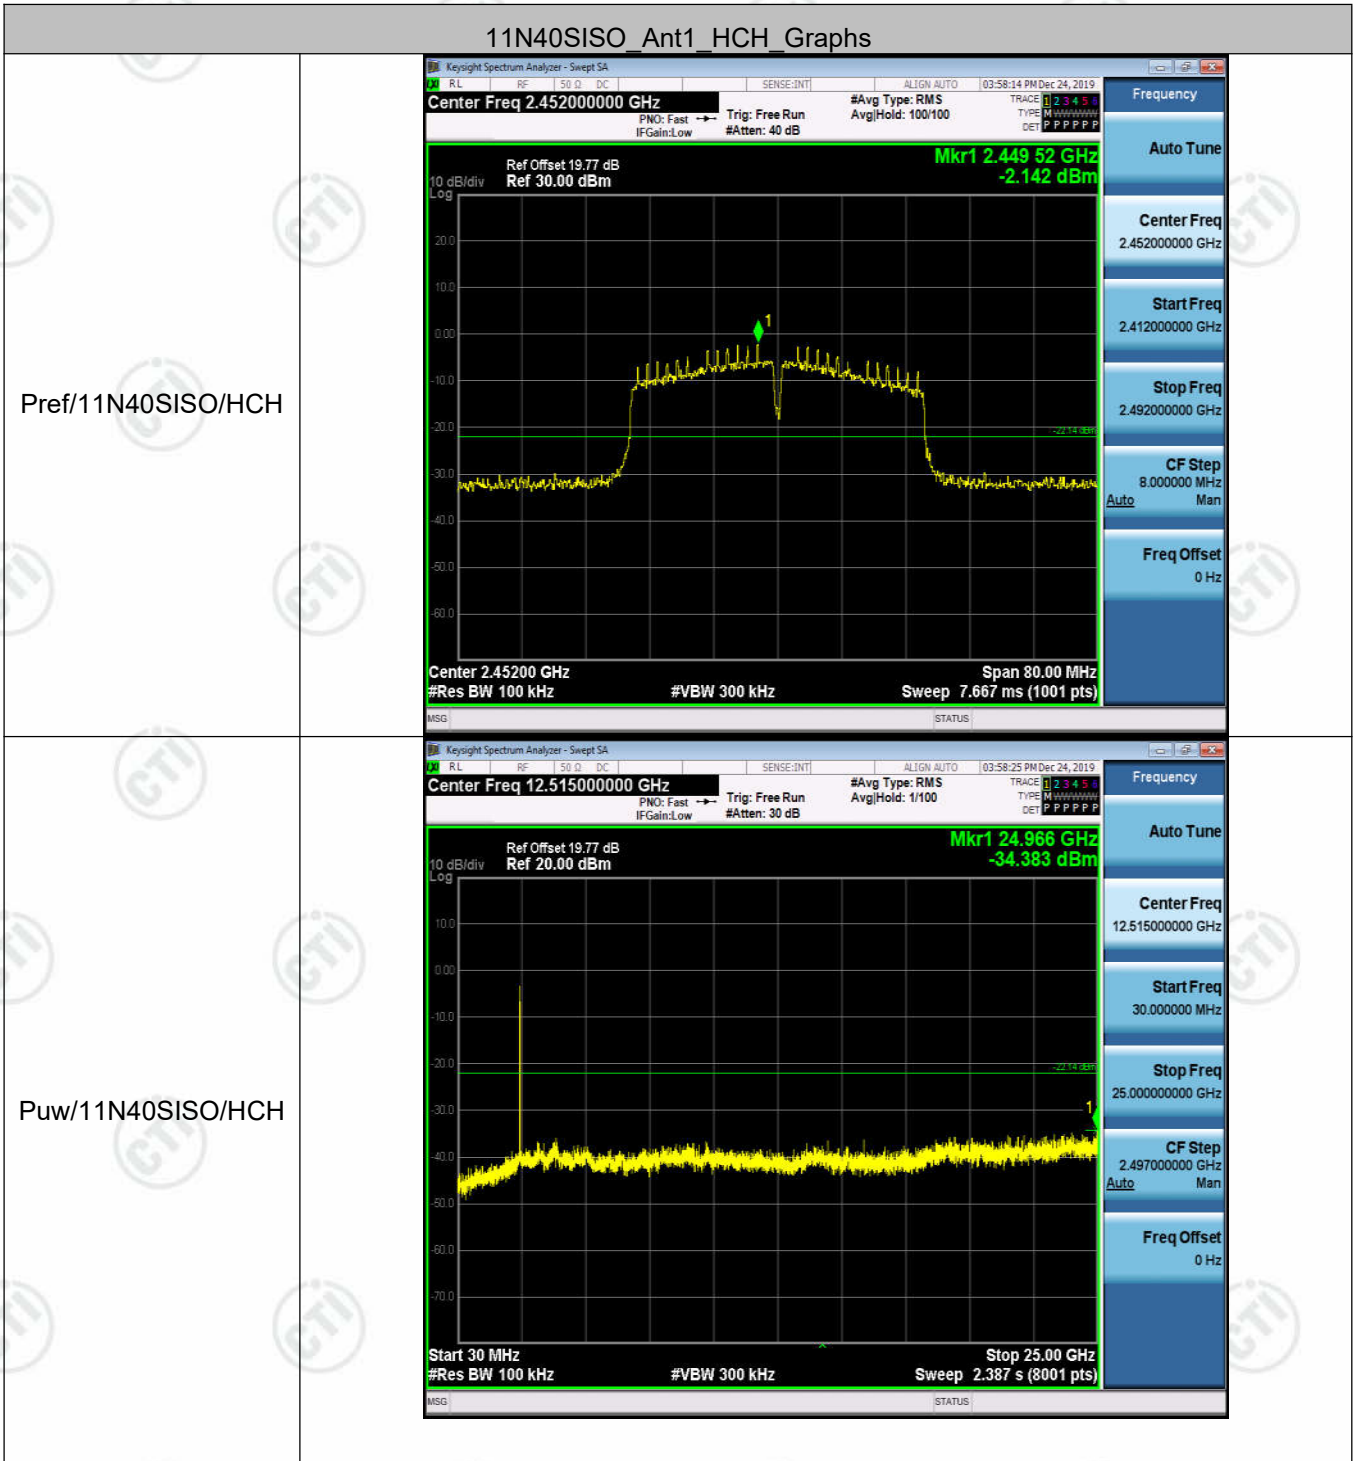 11N40SISO_Ant1_HCH_Graphs
Pref/11N40SISO/HCH
Keysight Spectrum Analyzer - Swept SA
RL RF 50 Ω DC SENSE:INT ALIGN AUTO 03:58:14 PM Dec 24, 2019
Center Freq 2.452000000 GHz
PNO: Fast
IFGain:Low
Trig: Free Run
#Atten: 40 dB
#Avg Type: RMS
Avg|Hold: 100/100
TRACE 1 2 3 4 5 6
TYPE M WWWWW
DET P P P P P P
Mkr1 2.449 52 GHz
-2.142 dBm
Ref Offset 19.77 dB
10 dB/div Ref 30.00 dBm
Log
20.0
10.0
0.00
-10.0
-20.0
-30.0
-40.0
-50.0
-60.0
1
-22.14 dBm
Center 2.45200 GHz Span 80.00 MHz
#Res BW 100 kHz #VBW 300 kHz Sweep 7.667 ms (1001 pts)
MSG STATUS
Frequency
Auto Tune
Center Freq
2.452000000 GHz
Start Freq
2.412000000 GHz
Stop Freq
2.492000000 GHz
CF Step
8.000000 MHz
Auto Man
Freq Offset
0 Hz
Puw/11N40SISO/HCH
Keysight Spectrum Analyzer - Swept SA
RL RF 50 Ω DC SENSE:INT ALIGN AUTO 03:58:25 PM Dec 24, 2019
Center Freq 12.515000000 GHz
PNO: Fast
IFGain:Low
Trig: Free Run
#Atten: 30 dB
#Avg Type: RMS
Avg|Hold: 1/100
TRACE 1 2 3 4 5 6
TYPE M WWWWW
DET P P P P P P
Mkr1 24.966 GHz
-34.383 dBm
Ref Offset 19.77 dB
10 dB/div Ref 20.00 dBm
Log
10.0
0.00
-10.0
-20.0
-30.0
-40.0
-50.0
-60.0
-70.0
-22.14 dBm
1
Start 30 MHz Stop 25.00 GHz
#Res BW 100 kHz #VBW 300 kHz Sweep 2.387 s (8001 pts)
MSG STATUS
Frequency
Auto Tune
Center Freq
12.515000000 GHz
Start Freq
30.000000 MHz
Stop Freq
25.000000000 GHz
CF Step
2.497000000 GHz
Auto Man
Freq Offset
0 Hz